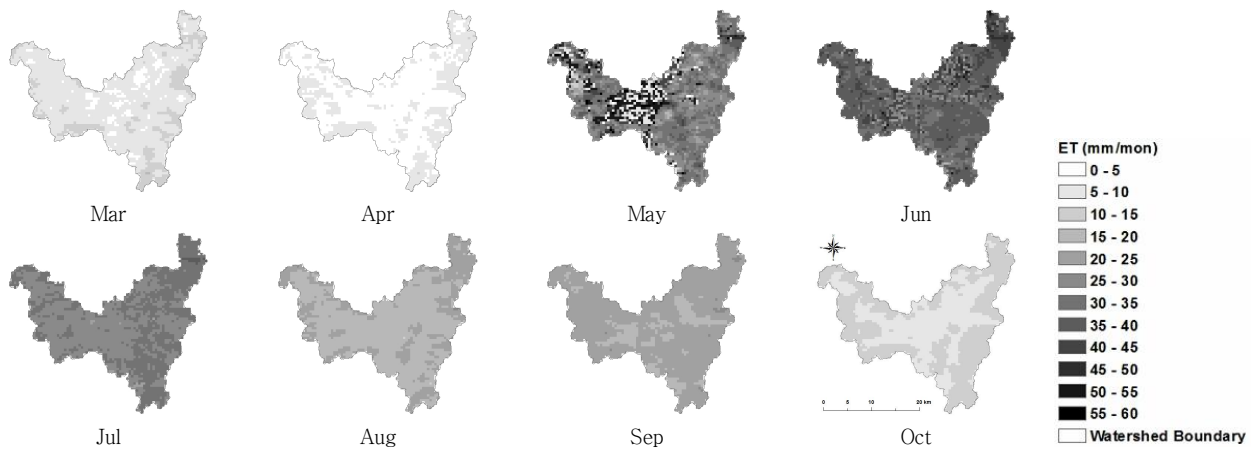 Mar
Apr
May
Jun
Jul
Aug
Sep
Oct
0 5 10 20 km
ET (mm/mon)
0 - 5
5 - 10
10 - 15
15 - 20
20 - 25
25 - 30
30 - 35
35 - 40
40 - 45
45 - 50
50 - 55
55 - 60
Watershed Boundary